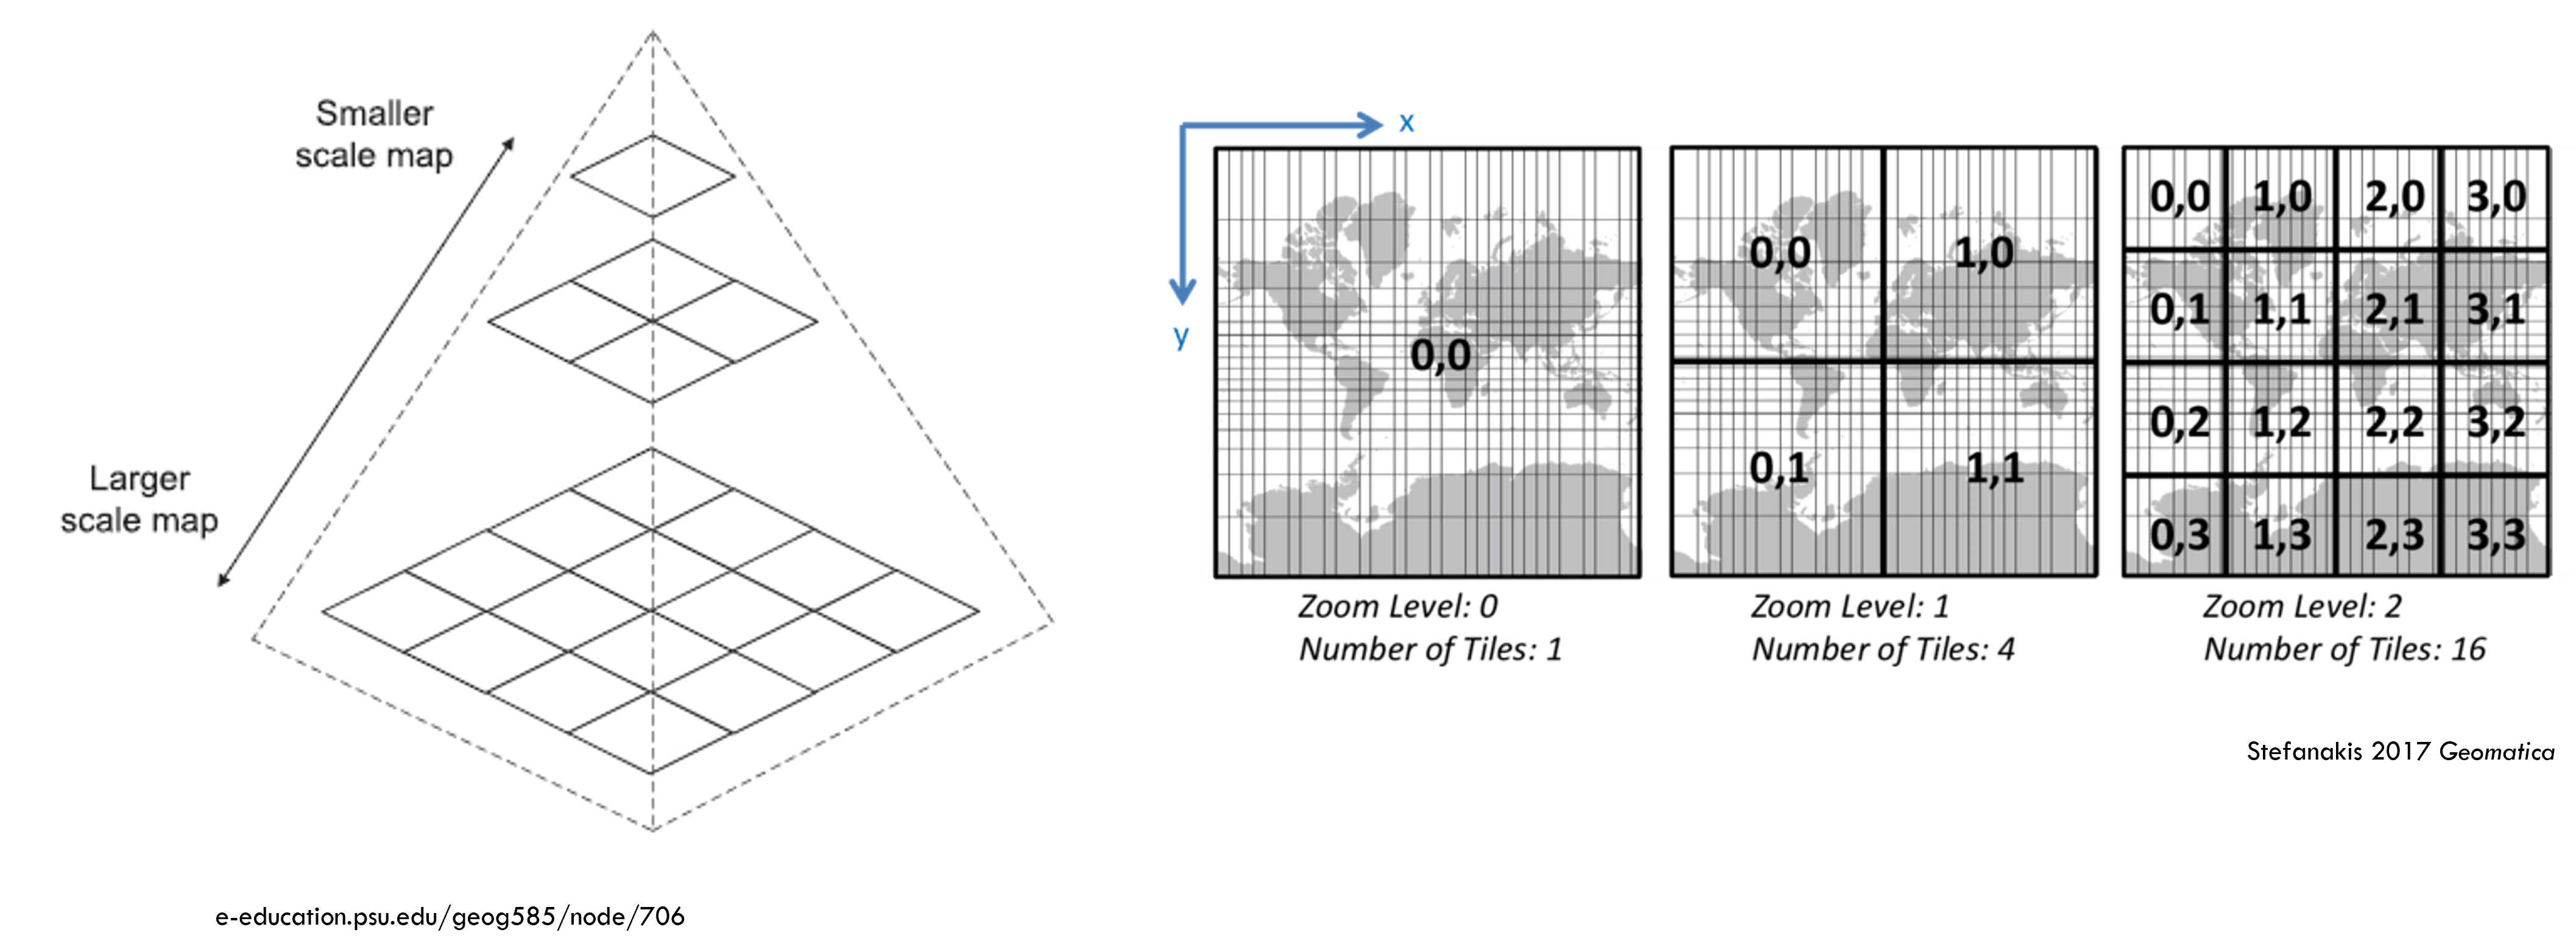 Smaller
scale map
Larger
scale map
e-education.psu.edu/geog585/node/706
x
y
0,0
Zoom Level: 0
Number of Tiles: 1
0,0 1,0
0,1 1,1
Zoom Level: 1
Number of Tiles: 4
0,0 1,0 2,0 3,0
0,1 1,1 2,1 3,1
0,2 1,2 2,2 3,2
0,3 1,3 2,3 3,3
Zoom Level: 2
Number of Tiles: 16
Stefanakis 2017 Geomatica